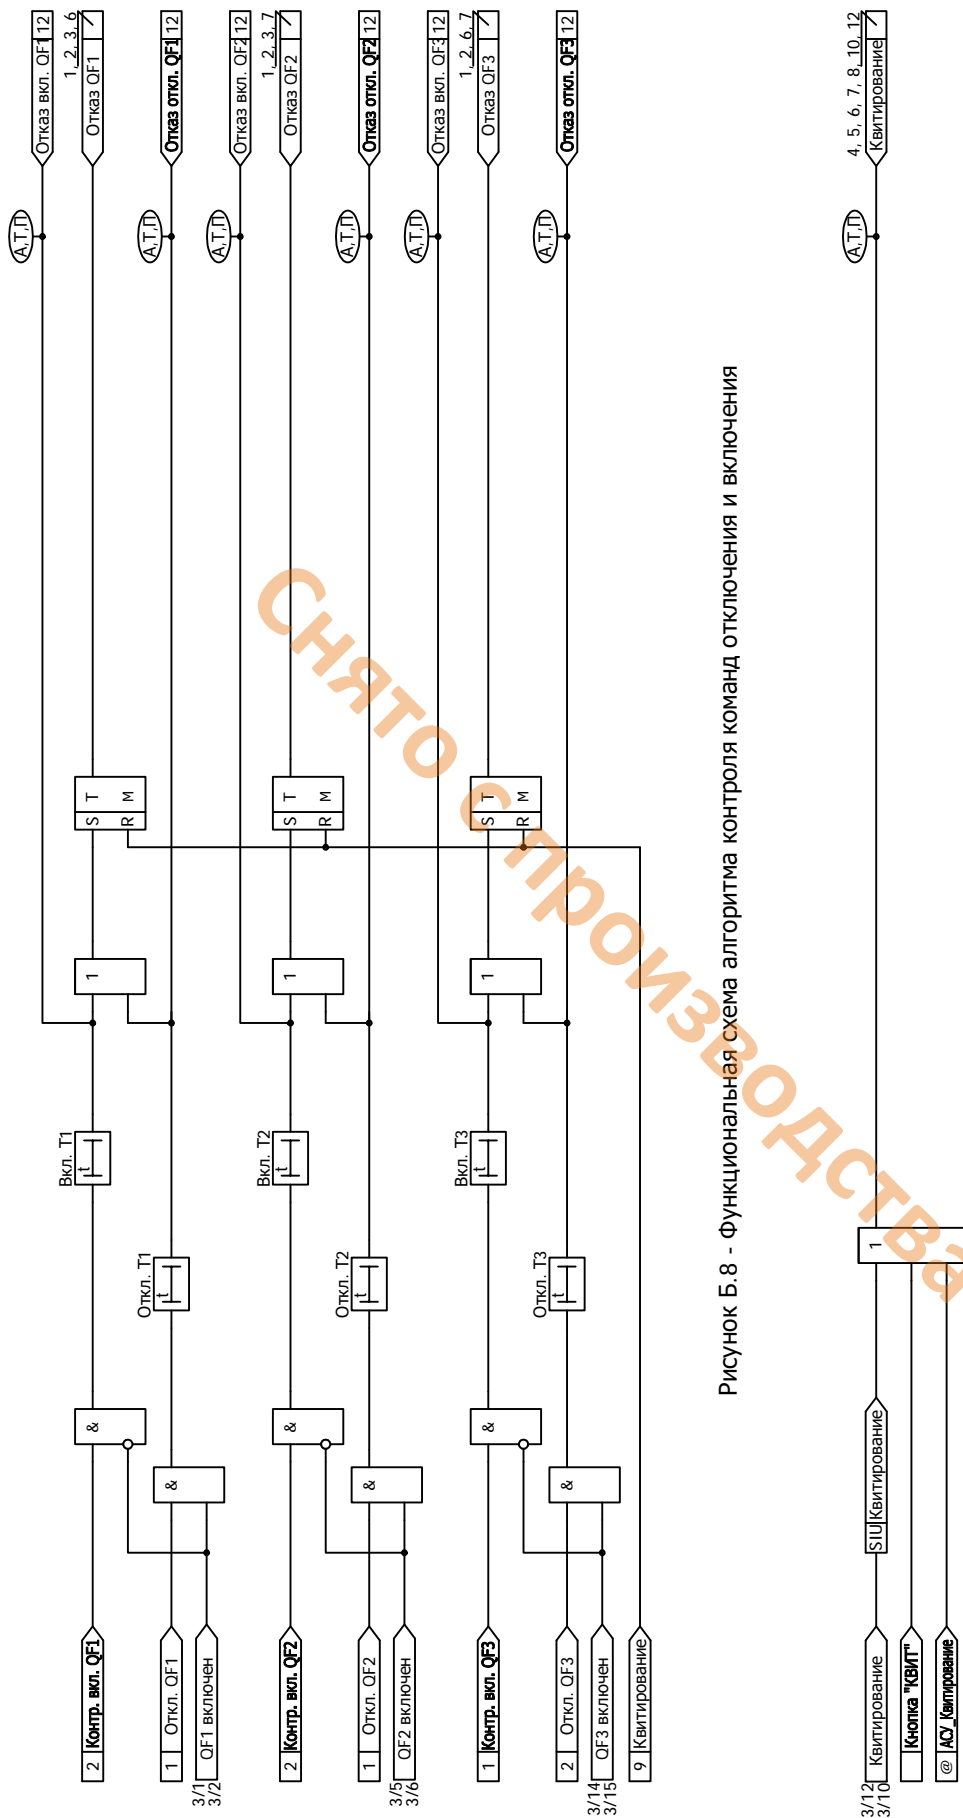 2 Контр. вкл. QF1
1 Откл. QF1
3/1
3/2
QF1 включен
&
&
Вкл. T1
t
Откл. T1
t
1
S T
R M
А,Т,П
Отказ вкл. QF1 12
1, 2, 3, 6
Отказ QF1
А,Т,П
Отказ откл. QF1 12
2 Контр. вкл. QF2
1 Откл. QF2
3/5
3/6
QF2 включен
&
&
Вкл. T2
t
Откл. T2
t
1
S T
R M
А,Т,П
Отказ вкл. QF2 12
1, 2, 3, 7
Отказ QF2
А,Т,П
Отказ откл. QF2 12
1 Контр. вкл. QF3
2 Откл. QF3
3/14
3/15
QF3 включен
9 Квитирование
&
&
Вкл. T3
t
Откл. T3
t
1
S T
R M
А,Т,П
Отказ вкл. QF3 12
1, 2, 6, 7
Отказ QF3
А,Т,П
Отказ откл. QF3 12
Рисунок Б.8 - Функциональная схема алгоритма контроля команд отключения и включения
3/12
3/10
Квитирование
SIU Квитирование
Кнопка "КВИТ"
@ АСУ_Квитирование
1
А,Т,П
4, 5, 6, 7, 8, 10, 12
Квитирование
Снято с производства